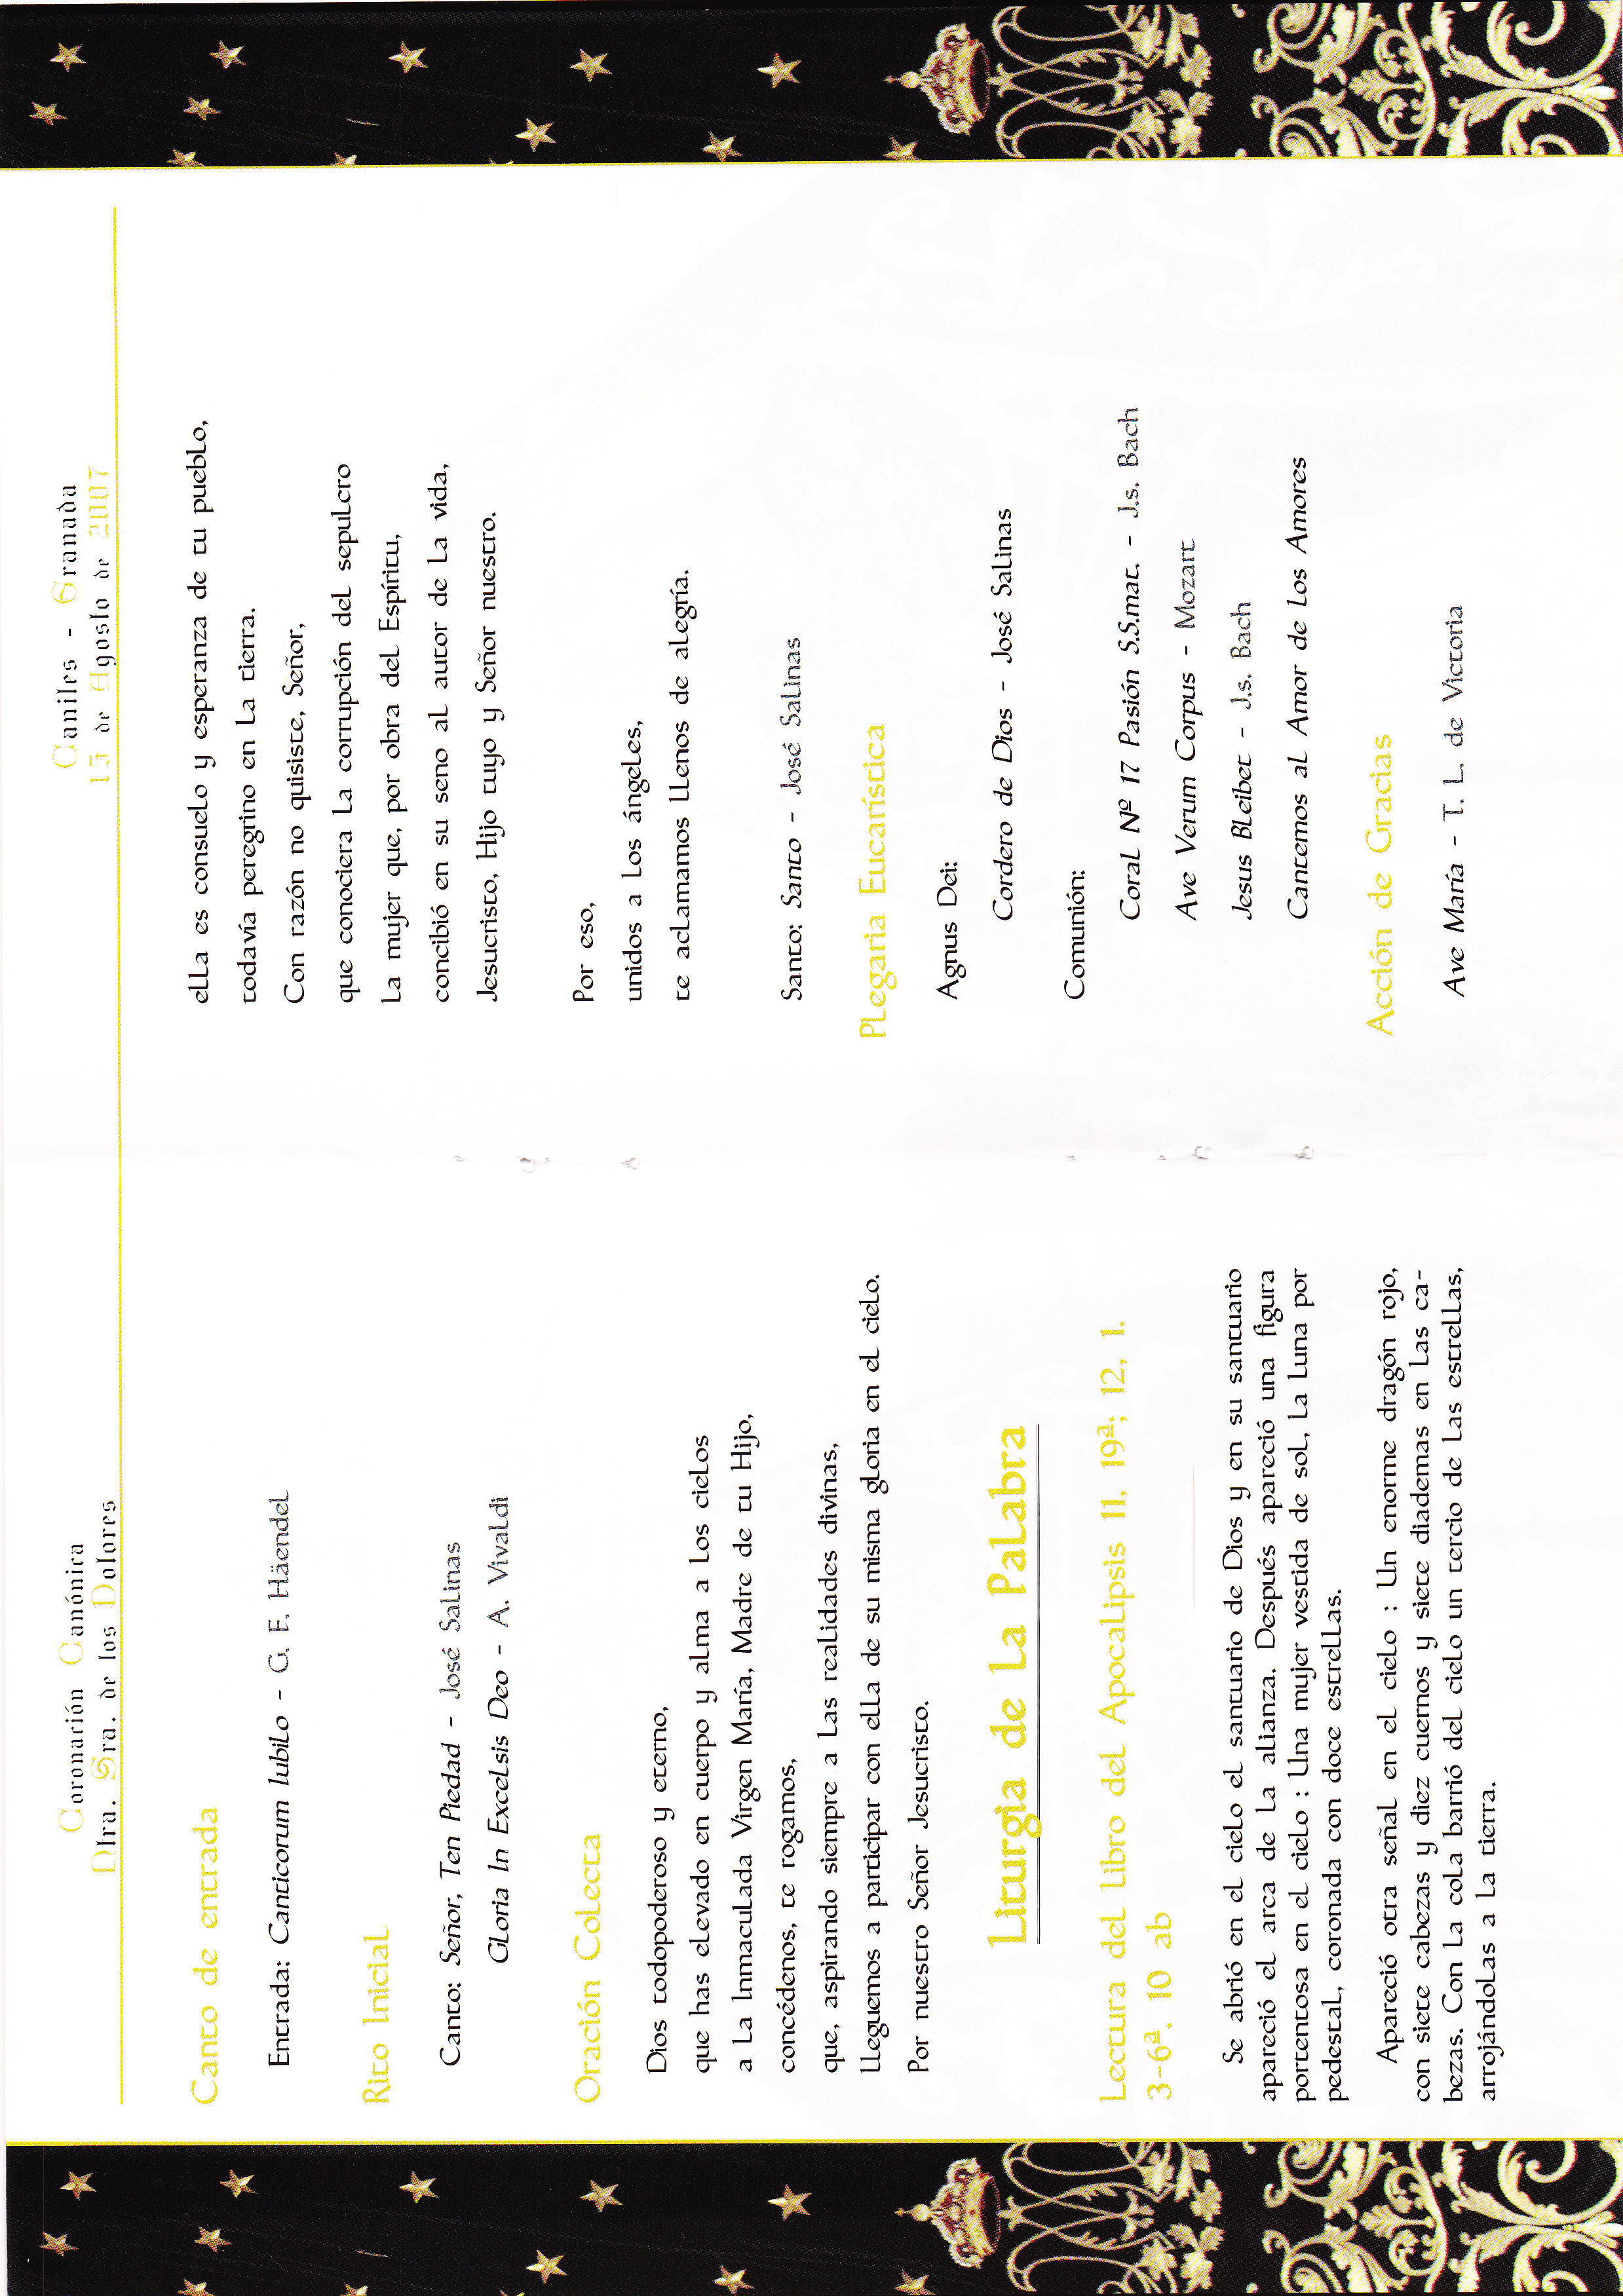 Coronación Canónica
Ntra. Sra. de los Dolores
Canto de entrada
Entrada: Canticorum Iubilo - G. F. Häendel
Rito Inicial
Canto: Señor, Ten Piedad - José Salinas
Gloria In Excelsis Deo - A. Vivaldi
Oración Colecta
Dios todopoderoso y eterno,
que has elevado en cuerpo y alma a los cielos
a la Inmaculada Virgen María, Madre de tu Hijo,
concédenos, te rogamos,
que, aspirando siempre a las realidades divinas,
lleguemos a participar con ella de su misma gloria en el cielo.
Por nuestro Señor Jesucristo.
Liturgia de la Palabra
Lectura del Libro del Apocalipsis 11, 19ª; 12, 1.
3-6ª. 10 ab
Se abrió en el cielo el santuario de Dios y en su santuario
apareció el arca de la alianza. Después apareció una figura
portentosa en el cielo : Una mujer vestida de sol, la luna por
pedestal, coronada con doce estrellas.
Apareció otra señal en el cielo : Un enorme dragón rojo,
con siete cabezas y diez cuernos y siete diademas en las ca-
bezas. Con la cola barrió del cielo un tercio de las estrellas,
arrojándolas a la tierra.
Caniles - Granada
15 de Agosto de 2007
ella es consuelo y esperanza de tu pueblo,
todavía peregrino en la tierra.
Con razón no quisiste, Señor,
que conociera la corrupción del sepulcro
la mujer que, por obra del Espíritu,
concibió en su seno al autor de la vida,
Jesucristo, Hijo tuyo y Señor nuestro.
Por eso,
unidos a los ángeles,
te aclamamos llenos de alegría.
Santo: Santo - José Salinas
Plegaria Eucarística
Agnus Dei:
Cordero de Dios - José Salinas
Comunión:
Coral Nº 17 Pasión S.S.mat. - J.s. Bach
Ave Verum Corpus - Mozart
Jesus Bleibet - J.s. Bach
Cantemos al Amor de los Amores
Acción de Gracias
Ave María - T. L. de Victoria